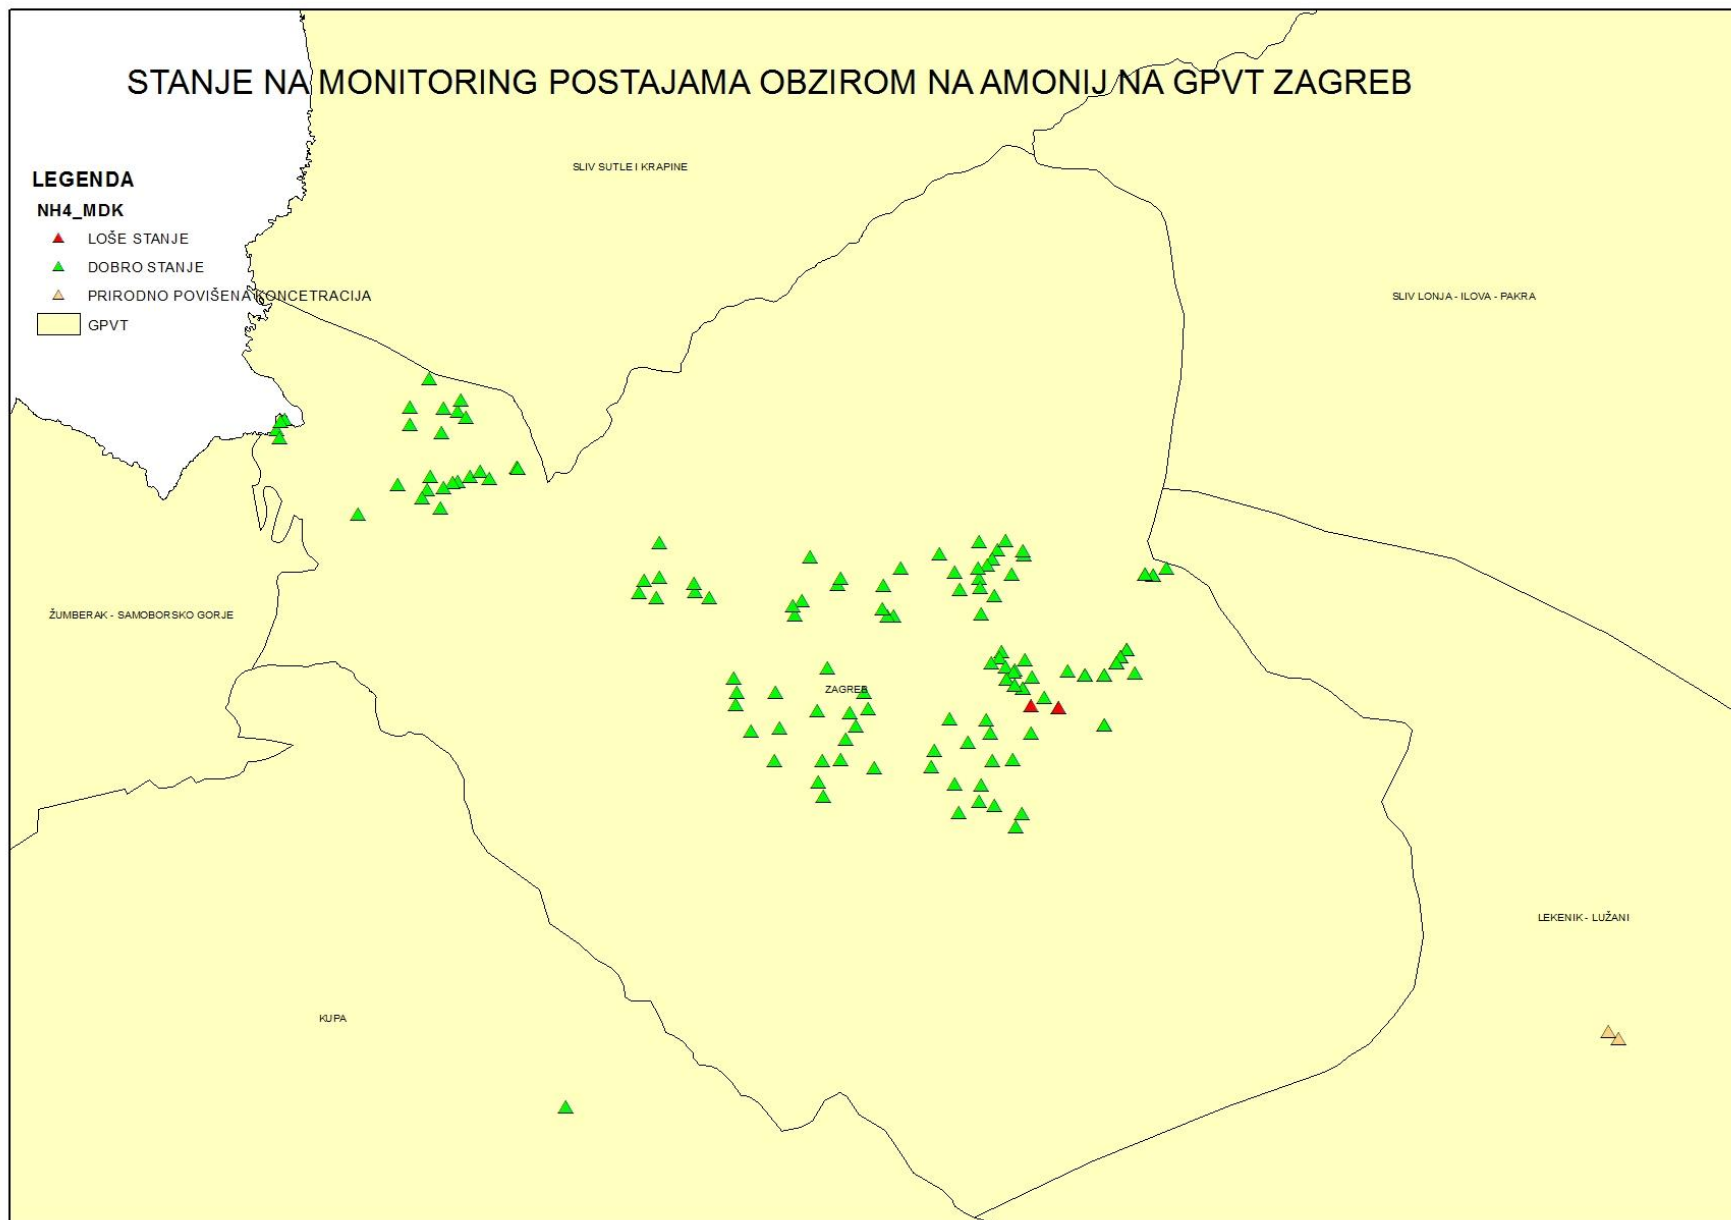 STANJE NA MONITORING POSTAJAMA OBZIROM NA AMONIJ NA GPVT ZAGREB
SLIV SUTLE I KRAPINE
LEGENDA
NH4_MDK
LOŠE STANJE
DOBRO STANJE
PRIRODNO POVIŠENA KONCETRACIJA
GPVT
SLIV LONJA - ILOVA - PAKRA
ŽUMBERAK - SAMOBORSKO GORJE
ZAGREB
LEKENIK - LUŽANI
KUPA